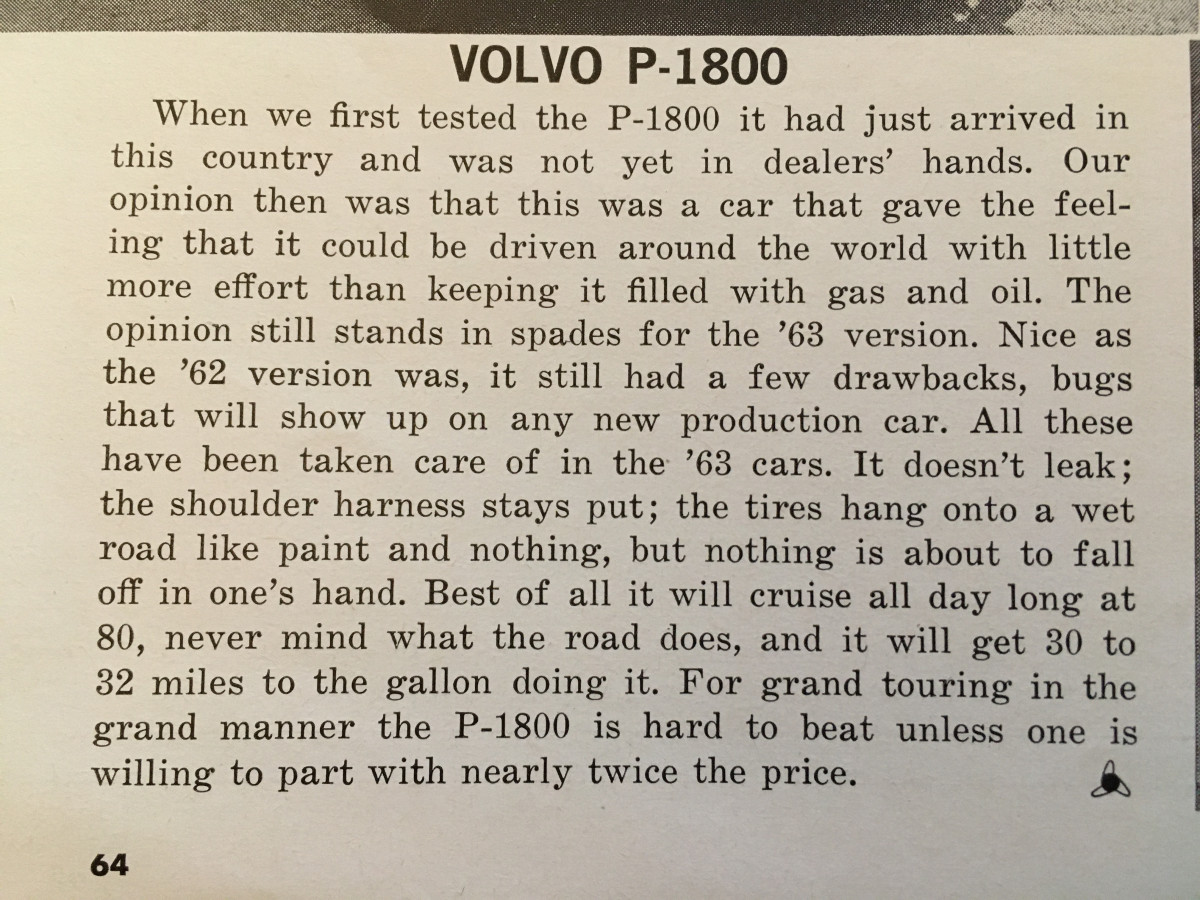 VOLVO P-1800
When we first tested the P-1800 it had just arrived in
this country and was not yet in dealers’ hands. Our
opinion then was that this was a car that gave the feel-
ing that it could be driven around the world with little
more effort than keeping it filled with gas and oil. The
opinion still stands in spades for the ’63 version. Nice as
the ’62 version was, it still had a few drawbacks, bugs
that will show up on any new production car. All these
have been taken care of in the ’63 cars. It doesn’t leak;
the shoulder harness stays put; the tires hang onto a wet
road like paint and nothing, but nothing is about to fall
off in one’s hand. Best of all it will cruise all day long at
80, never mind what the road does, and it will get 30 to
32 miles to the gallon doing it. For grand touring in the
grand manner the P-1800 is hard to beat unless one is
willing to part with nearly twice the price.
64